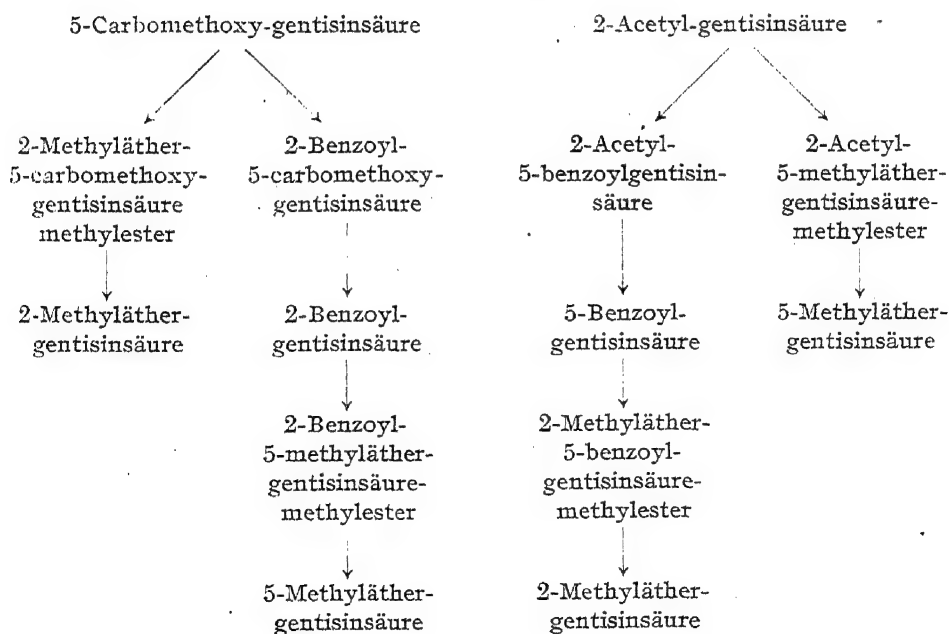 5-Carbomethoxy-gentisinsäure
2-Acetyl-gentisinsäure
2-Methyläther-
5-carbomethoxy-
gentisinsäure
methylester
2-Benzoyl-
5-carbomethoxy-
gentisinsäure
2-Acetyl-
5-benzoylgentisin-
säure
2-Acetyl-
5-methyläther-
gentisinsäure-
methylester
2-Methyläther-
gentisinsäure
2-Benzoyl-
gentisinsäure
5-Benzoyl-
gentisinsäure
5-Methyläther-
gentisinsäure
2-Benzoyl-
5-methyläther-
gentisinsäure-
methylester
2-Methyläther-
5-benzoyl-
gentisinsäure-
methylester
5-Methyläther-
gentisinsäure
2-Methyläther-
gentisinsäure